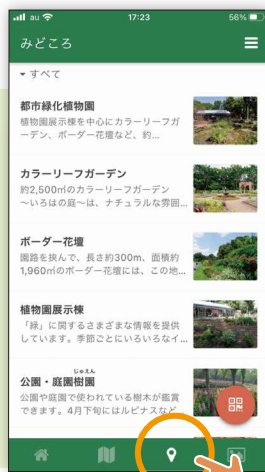 au 17:23 56%
みどころ
すべて
都市緑化植物園
植物園展示棟を中心にカラーリーフガ
ーデン、ボーダー花壇など、約...
カラーリーフガーデン
約2,500㎡のカラーリーフガーデン
～いろはの庭～は、ナチュラルな雰囲...
ボーダー花壇
園路を挟んで、長さ約300m、面積約
1,960㎡のボーダー花壇には、この地...
植物園展示棟
「緑」に関するさまざまな情報を提供
しています。季節ごとにいろいろなイ...
じゅえん
公園・庭園樹園
公園や庭園で使われている樹木が鑑賞
できます。4月下旬にはルピナスなど